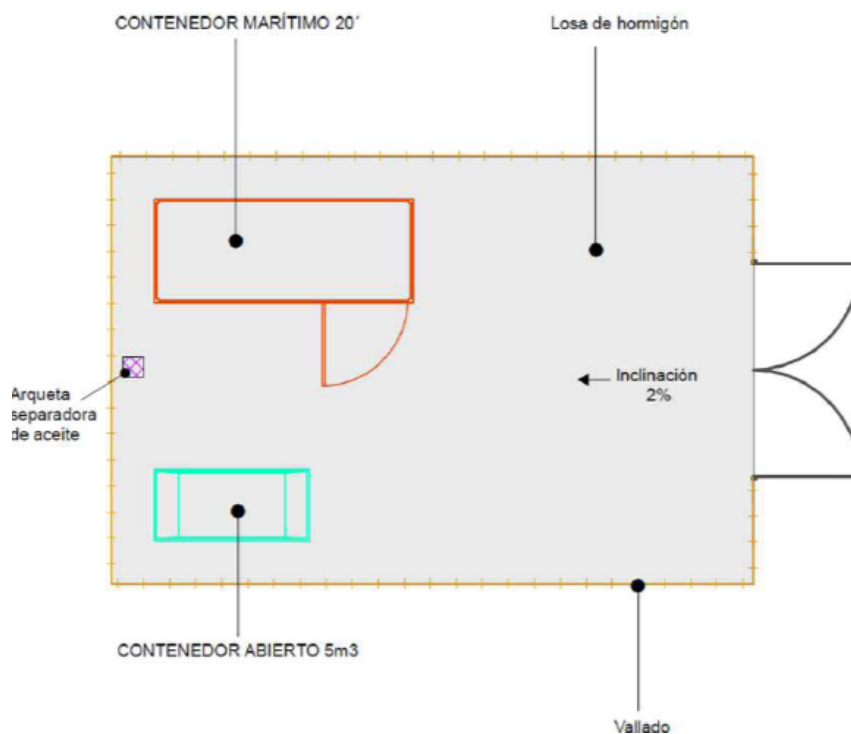 CONTENEDOR MARÍTIMO 20´
Losa de hormigón
Inclinación
2%
Arqueta
separadora
de aceite
CONTENEDOR ABIERTO 5m3
Vallado